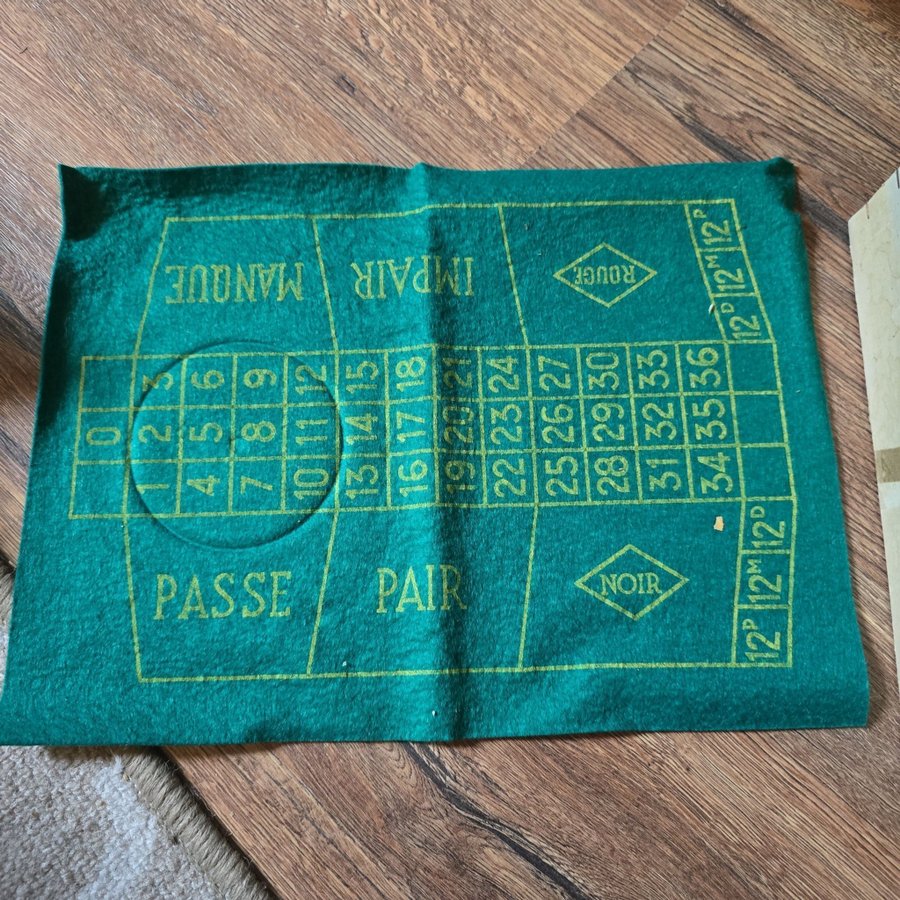 MANQUE IMPAIR ROUGE 12D 12M 12P
3 6 9 12 15 18 21 24 27 30 33 36
0 2 5 8 11 14 17 20 23 26 29 32 35
1 4 7 10 13 16 19 22 25 28 31 34
PASSE PAIR NOIR 12P 12M 12D